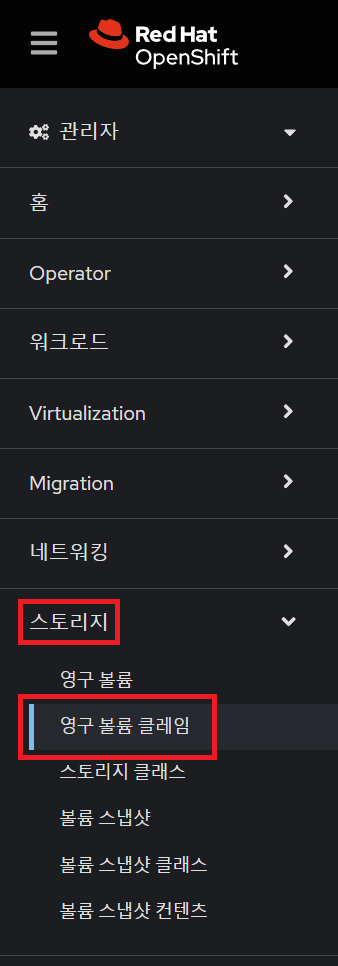 Red Hat
OpenShift
관리자
홈
Operator
워크로드
Virtualization
Migration
네트워킹
스토리지
영구 볼륨
영구 볼륨 클레임
스토리지 클래스
볼륨 스냅샷
볼륨 스냅샷 클래스
볼륨 스냅샷 컨텐츠